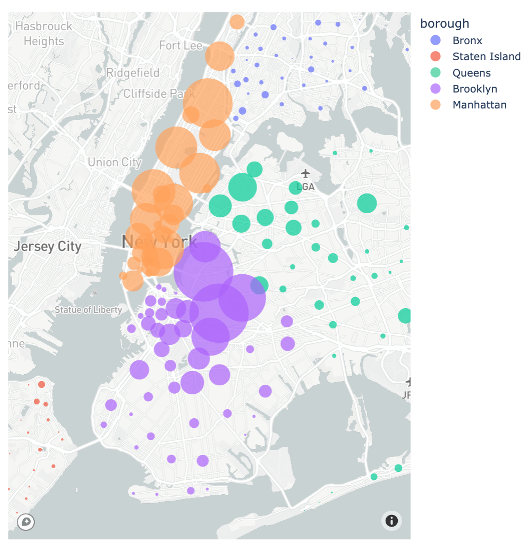 Hasbrouck
Heights
Fort Lee
Ridgefield
Cliffside Park
Union City
LGA
New York
Jersey City
Statue of Liberty
borough
Bronx
Staten Island
Queens
Brooklyn
Manhattan